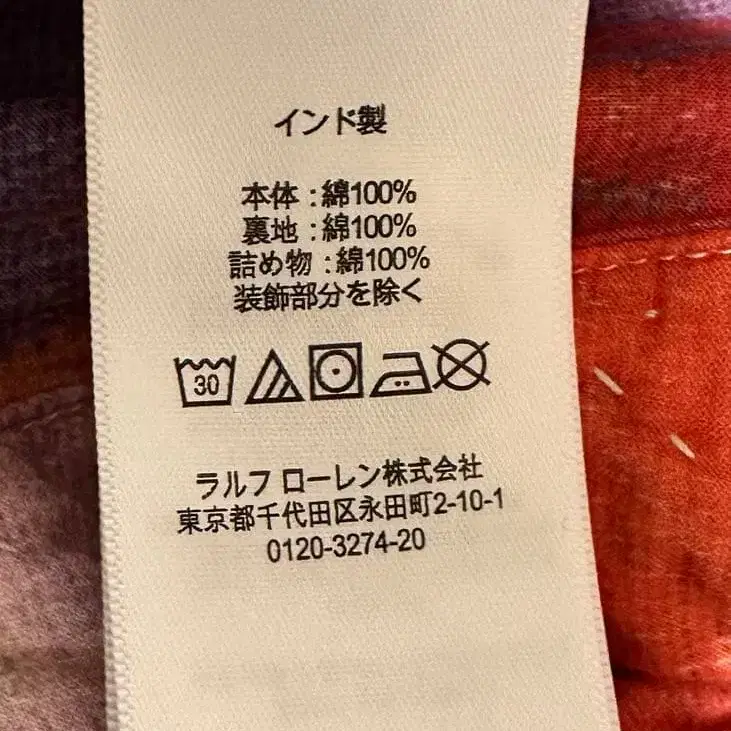 インド製
本体:綿100%
裏地:綿100%
詰め物:綿100%
装飾部分を除く
30
ラルフ ローレン株式会社
東京都千代田区永田町2-10-1
0120-3274-20